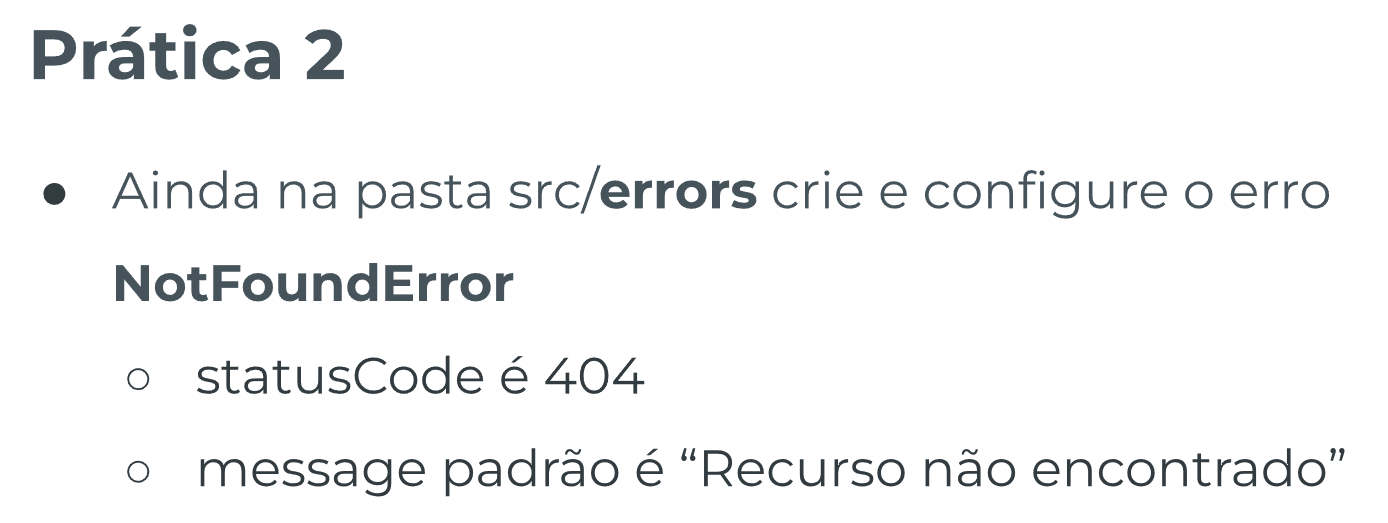 Prática 2
● Ainda na pasta src/errors crie e configure o erro
NotFoundError
○ statusCode é 404
○ message padrão é “Recurso não encontrado”